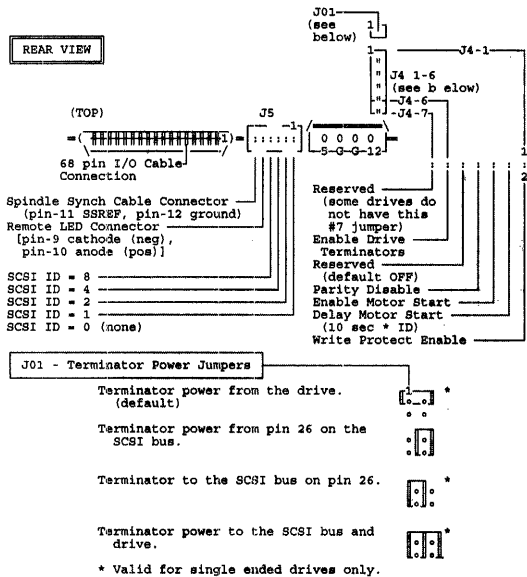 J01
(see 1
below)
REAR VIEW
1 J4-1
J4 1-6
(see b elow)
J4-6
J4-7
(TOP)
J5
1
1
0 0 0 0
5-G-G-12
68 pin I/O Cable
Connection
1
2
Spindle Synch Cable Connector
(pin-11 SSREF, pin-12 ground)
Remote LED Connector
[pin-9 cathode (neg),
pin-10 anode (pos)]
SCSI ID = 8
SCSI ID = 4
SCSI ID = 2
SCSI ID = 1
SCSI ID = 0 (none)
Reserved
(some drives do
not have this
#7 jumper)
Enable Drive
Terminators
Reserved
(default OFF)
Parity Disable
Enable Motor Start
Delay Motor Start
(10 sec * ID)
Write Protect Enable
J01 - Terminator Power Jumpers
Terminator power from the drive.
(default)
1 *
Terminator power from pin 26 on the
SCSI bus.
Terminator to the SCSI bus on pin 26. *
Terminator power to the SCSI bus and
drive.
*
* Valid for single ended drives only.